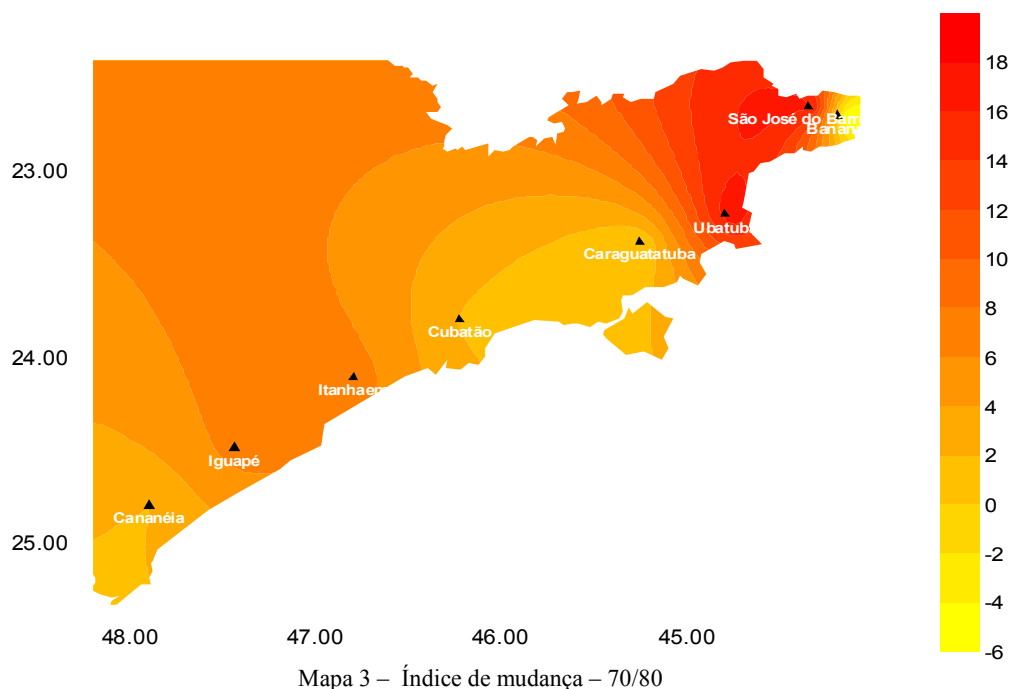 18
16
São José do Barr
Banan
23.00
14
12
Ubatub
Caraguatatuba
10
8
Cubatão
24.00
6
Itanhaem
4
2
Iguapé
0
Cananéia
25.00
-2
-4
48.00 47.00 46.00 45.00
-6
Mapa 3 – Índice de mudança – 70/80